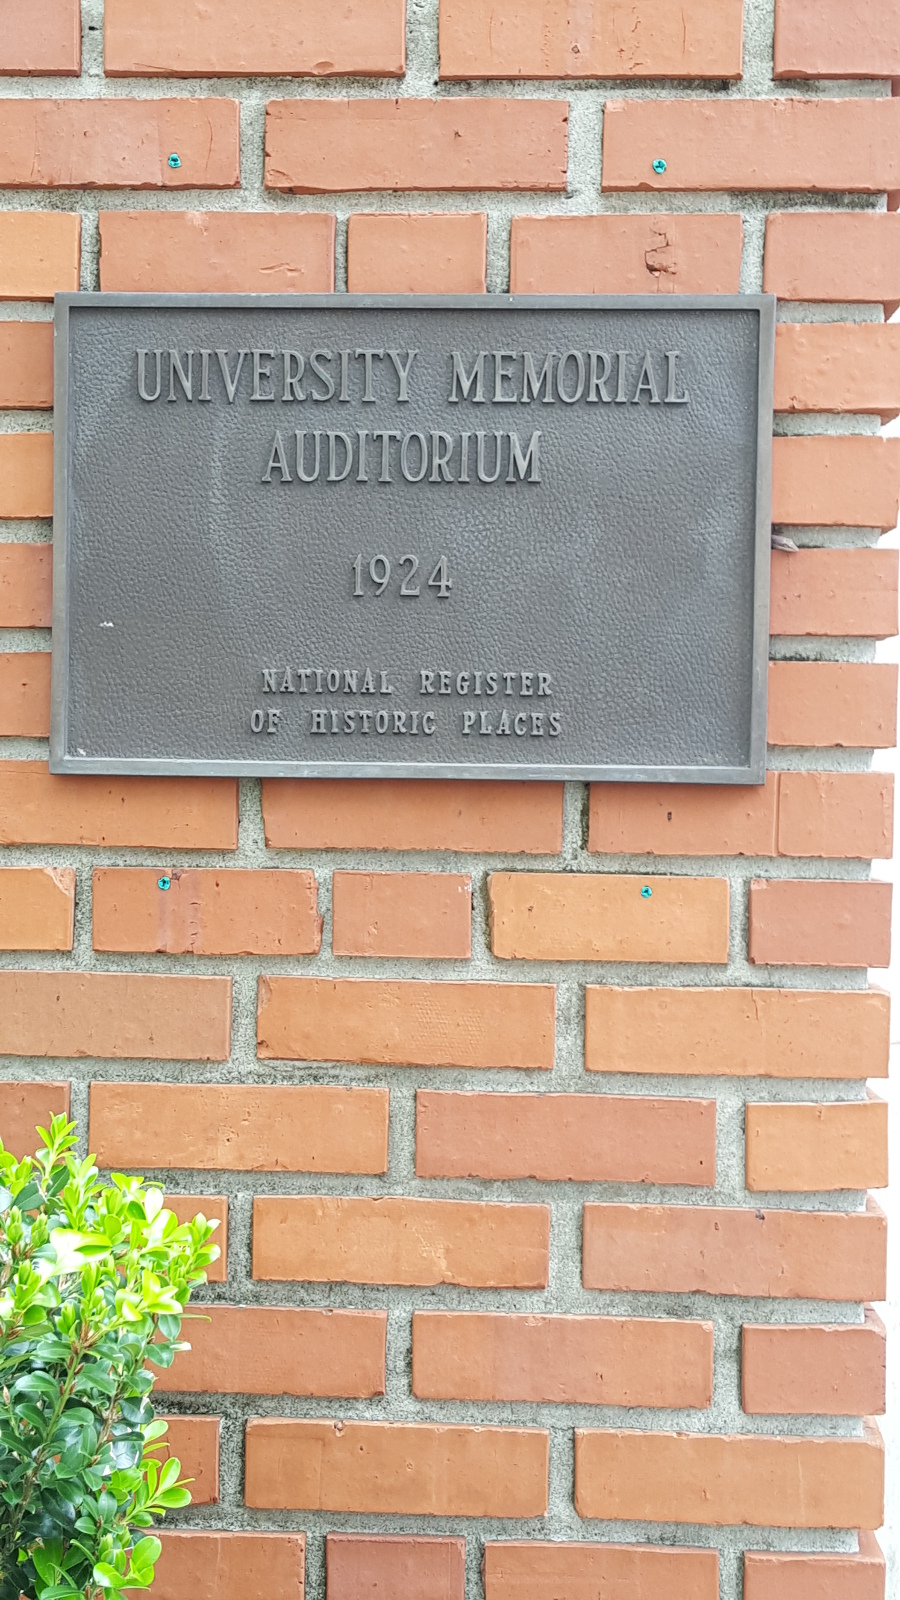 UNIVERSITY MEMORIAL
AUDITORIUM
1924
NATIONAL REGISTER
OF HISTORIC PLACES